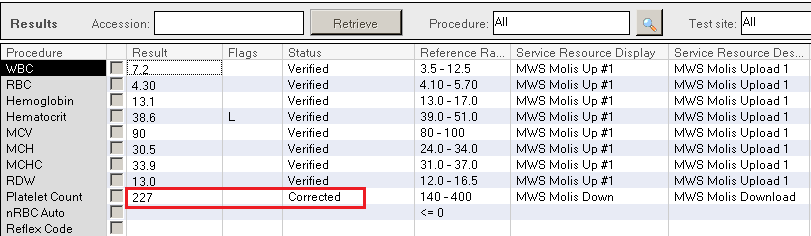 Results Accession: Retrieve Procedure: All Test site: All
Procedure Result Flags Status Reference Ra... Service Resource Display Service Resource Des...
WBC 7.2 Verified 3.5 - 12.5 MWS Molis Up #1 MWS Molis Upload 1
RBC 4.30 Verified 4.10 - 5.70 MWS Molis Up #1 MWS Molis Upload 1
Hemoglobin 13.1 Verified 13.0 - 17.0 MWS Molis Up #1 MWS Molis Upload 1
Hematocrit 38.6 L Verified 39.0 - 51.0 MWS Molis Up #1 MWS Molis Upload 1
MCV 90 Verified 80 - 100 MWS Molis Up #1 MWS Molis Upload 1
MCH 30.5 Verified 24.0 - 34.0 MWS Molis Up #1 MWS Molis Upload 1
MCHC 33.9 Verified 31.0 - 37.0 MWS Molis Up #1 MWS Molis Upload 1
RDW 13.0 Verified 12.0 - 16.5 MWS Molis Up #1 MWS Molis Upload 1
Platelet Count 227 Corrected 140 - 400 MWS Molis Down MWS Molis Download
nRBC Auto <= 0
Reflex Code